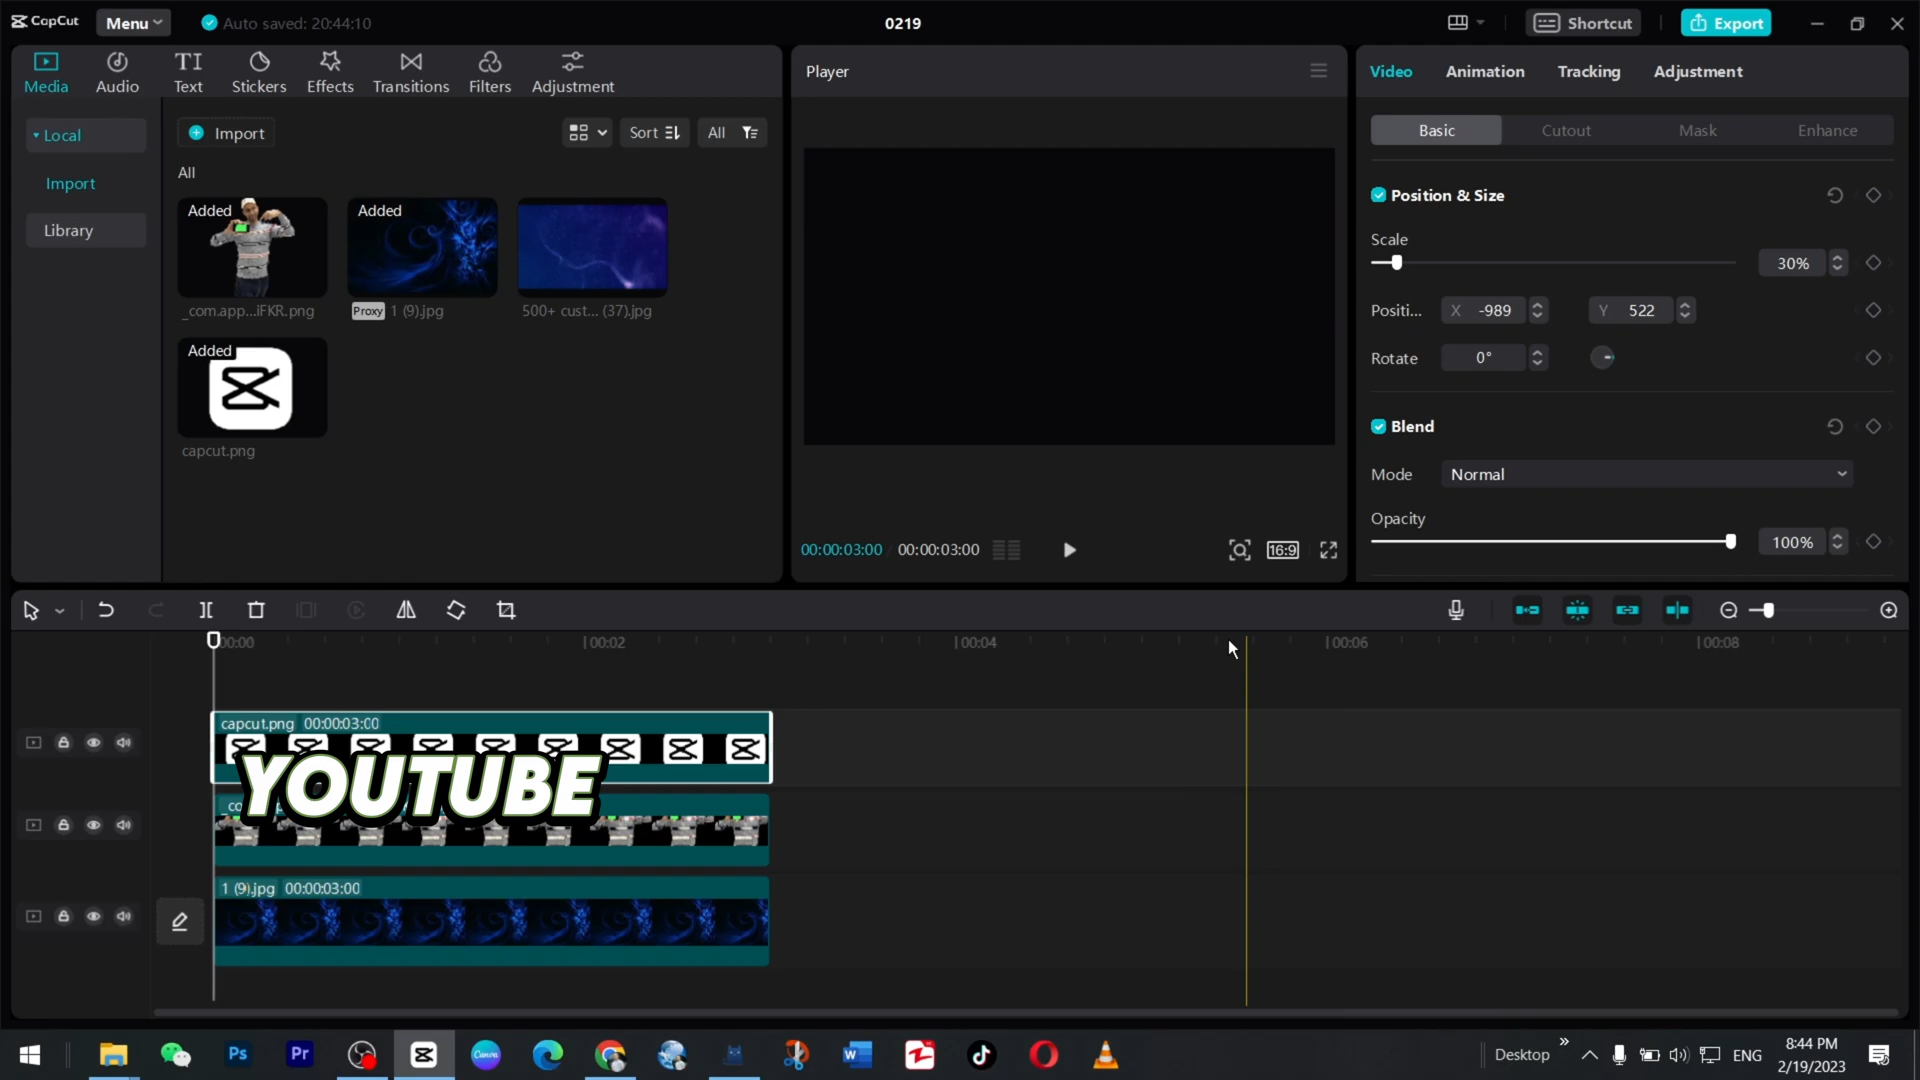 CapCut
Menu
Auto saved: 20:44:10
0219
Shortcut
Export
Media
Audio
TI
Text
Stickers
Effects
Transitions
Filters
Adjustment
Player
Video
Animation
Tracking
Adjustment
Local
Import
Library
Import
Sort
All
All
Added
_com.app...iFKR.png
Added
Proxy 1 (9).jpg
500+ cust... (37).jpg
Added
capcut.png
00:00:03:00
00:00:03:00
16:9
Basic
Cutout
Mask
Enhance
Position & Size
Scale
30%
Positi...
X -989
Y 522
Rotate
0°
Blend
Mode
Normal
Opacity
100%
00:00
00:02
00:04
00:06
00:08
capcut.png 00:00:03:00
YOUTUBE
_co
1 (9).jpg 00:00:03:00
Ps
Pr
Canva
Desktop
ENG
8:44 PM
2/19/2023